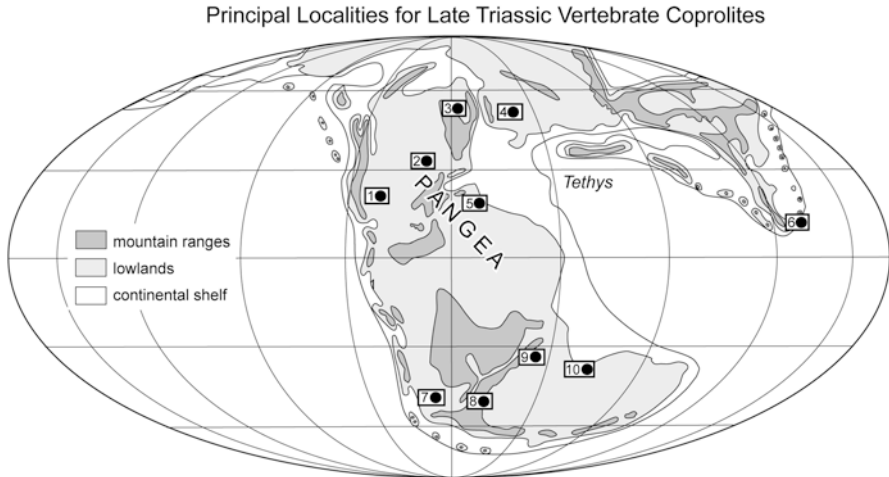 Principal Localities for Late Triassic Vertebrate Coprolites
3
4
2
1
PANGEA
5
Tethys
6
mountain ranges
lowlands
continental shelf
9
10
7
8